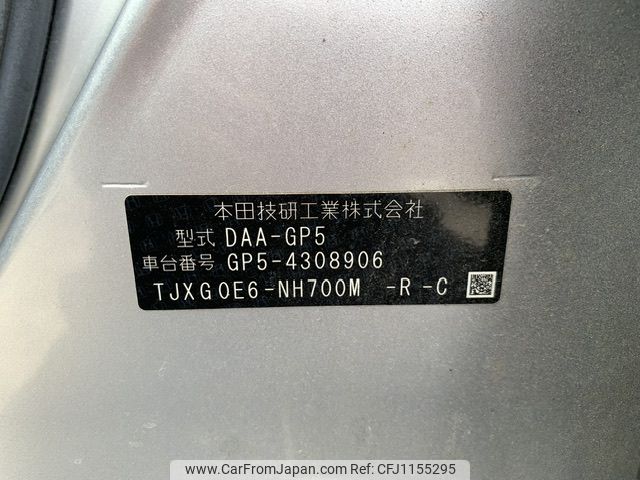 本田技研工業株式会社
型式 DAA-GP5
車台番号 GP5-4308906
TJXG0E6-NH700M -R -C
www.CarFromJapan.com - CFJ1155295